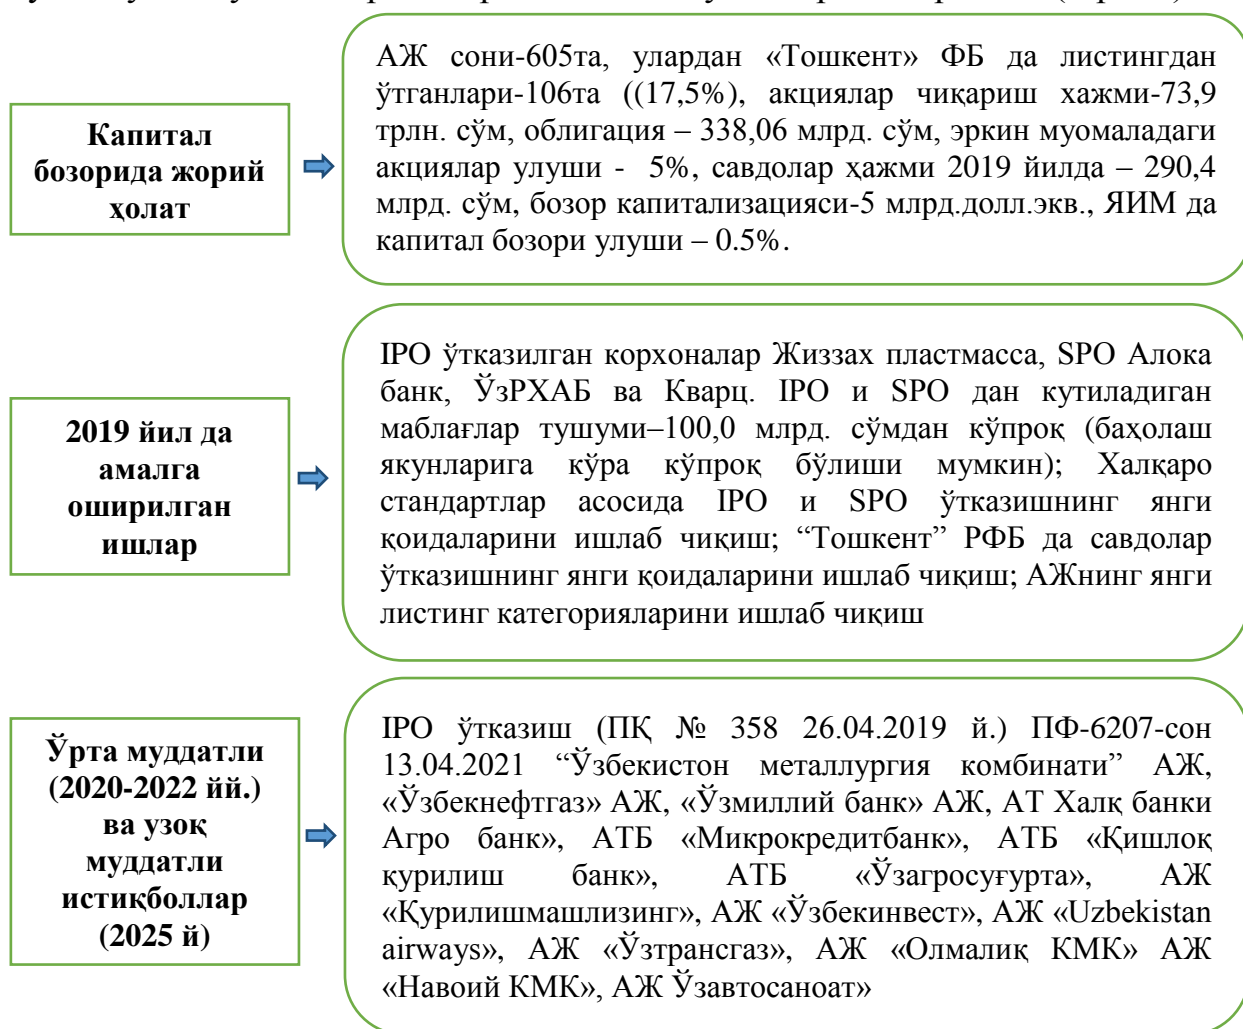 Капитал
бозорида жорий
ҳолат
АЖ сони-605та, улардан «Тошкент» ФБ да листингдан
ўтганлари-106та ((17,5%), акциялар чиқариш хажми-73,9
трлн. сўм, облигация – 338,06 млрд. сўм, эркин муомаладаги
акциялар улуши - 5%, савдолар ҳажми 2019 йилда – 290,4
млрд. сўм, бозор капитализацияси-5 млрд.долл.экв., ЯИМ да
капитал бозори улуши – 0.5%.
2019 йил да
амалга
оширилган
ишлар
IPO ўтказилган корхоналар Жиззах пластмасса, SPO Алока
банк, ЎзРХАБ ва Кварц. IPO и SPO дан кутиладиган
маблағлар тушуми–100,0 млрд. сўмдан кўпроқ (баҳолаш
якунларига кўра кўпроқ бўлиши мумкин); Халқаро
стандартлар асосида IPO и SPO ўтказишнинг янги
қоидаларини ишлаб чиқиш; “Тошкент” РФБ да савдолар
ўтказишнинг янги қоидаларини ишлаб чиқиш; АЖнинг янги
листинг категорияларини ишлаб чиқиш
Ўрта муддатли
(2020-2022 йй.)
ва узоқ
муддатли
истиқболлар
(2025 й)
IPO ўтказиш (ПҚ № 358 26.04.2019 й.) ПФ-6207-сон
13.04.2021 “Ўзбекистон металлургия комбинати” АЖ,
«Ўзбекнефтгаз» АЖ, «Ўзмиллий банк» АЖ, АТ Халқ банки
Агро банк», АТБ «Микрокредитбанк», АТБ «Қишлоқ
қурилиш банк», АТБ «Ўзагросуғурта», АЖ
«Қурилишмашлизинг», АЖ «Ўзбекинвест», АЖ «Uzbekistan
airways», АЖ «Ўзтрансгаз», АЖ «Олмалиқ КМК» АЖ
«Навоий КМК», АЖ Ўзавтосаноат»